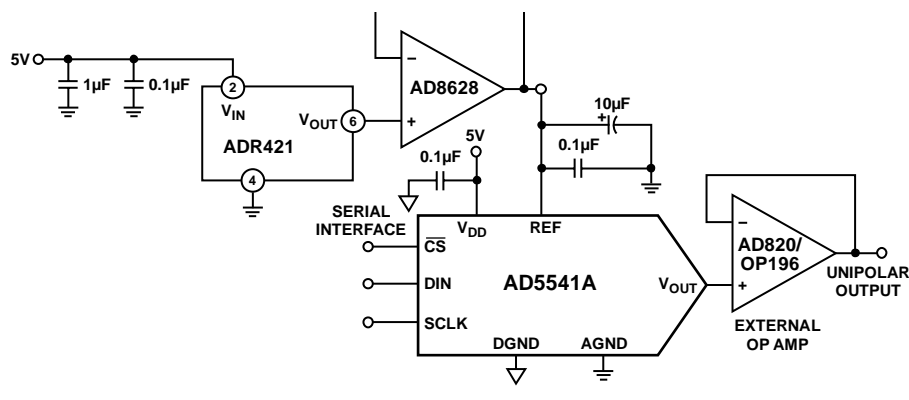 5V
1µF
0.1µF
2
VIN
VOUT
6
ADR421
4
−
AD8628
+
10µF
+
0.1µF
5V
0.1µF
SERIAL
INTERFACE
VDD
REF
CS
DIN
AD5541A
SCLK
VOUT
DGND
AGND
−
AD820/
OP196
+
UNIPOLAR
OUTPUT
EXTERNAL
OP AMP